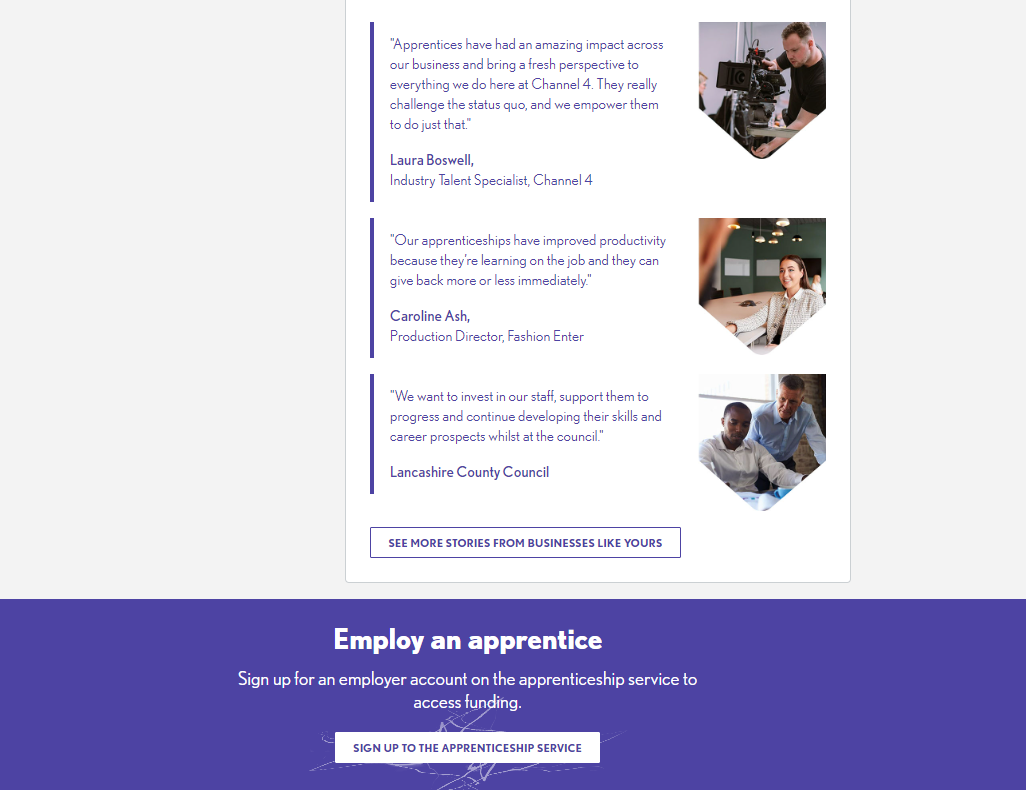 "Apprentices have had an amazing impact across
our business and bring a fresh perspective to
everything we do here at Channel 4. They really
challenge the status quo, and we empower them
to do just that."
Laura Boswell,
Industry Talent Specialist, Channel 4
"Our apprenticeships have improved productivity
because they're learning on the job and they can
give back more or less immediately."
Caroline Ash,
Production Director, Fashion Enter
"We want to invest in our staff, support them to
progress and continue developing their skills and
career prospects whilst at the council."
Lancashire County Council
SEE MORE STORIES FROM BUSINESSES LIKE YOURS
Employ an apprentice
Sign up for an employer account on the apprenticeship service to
access funding.
SIGN UP TO THE APPRENTICESHIP SERVICE